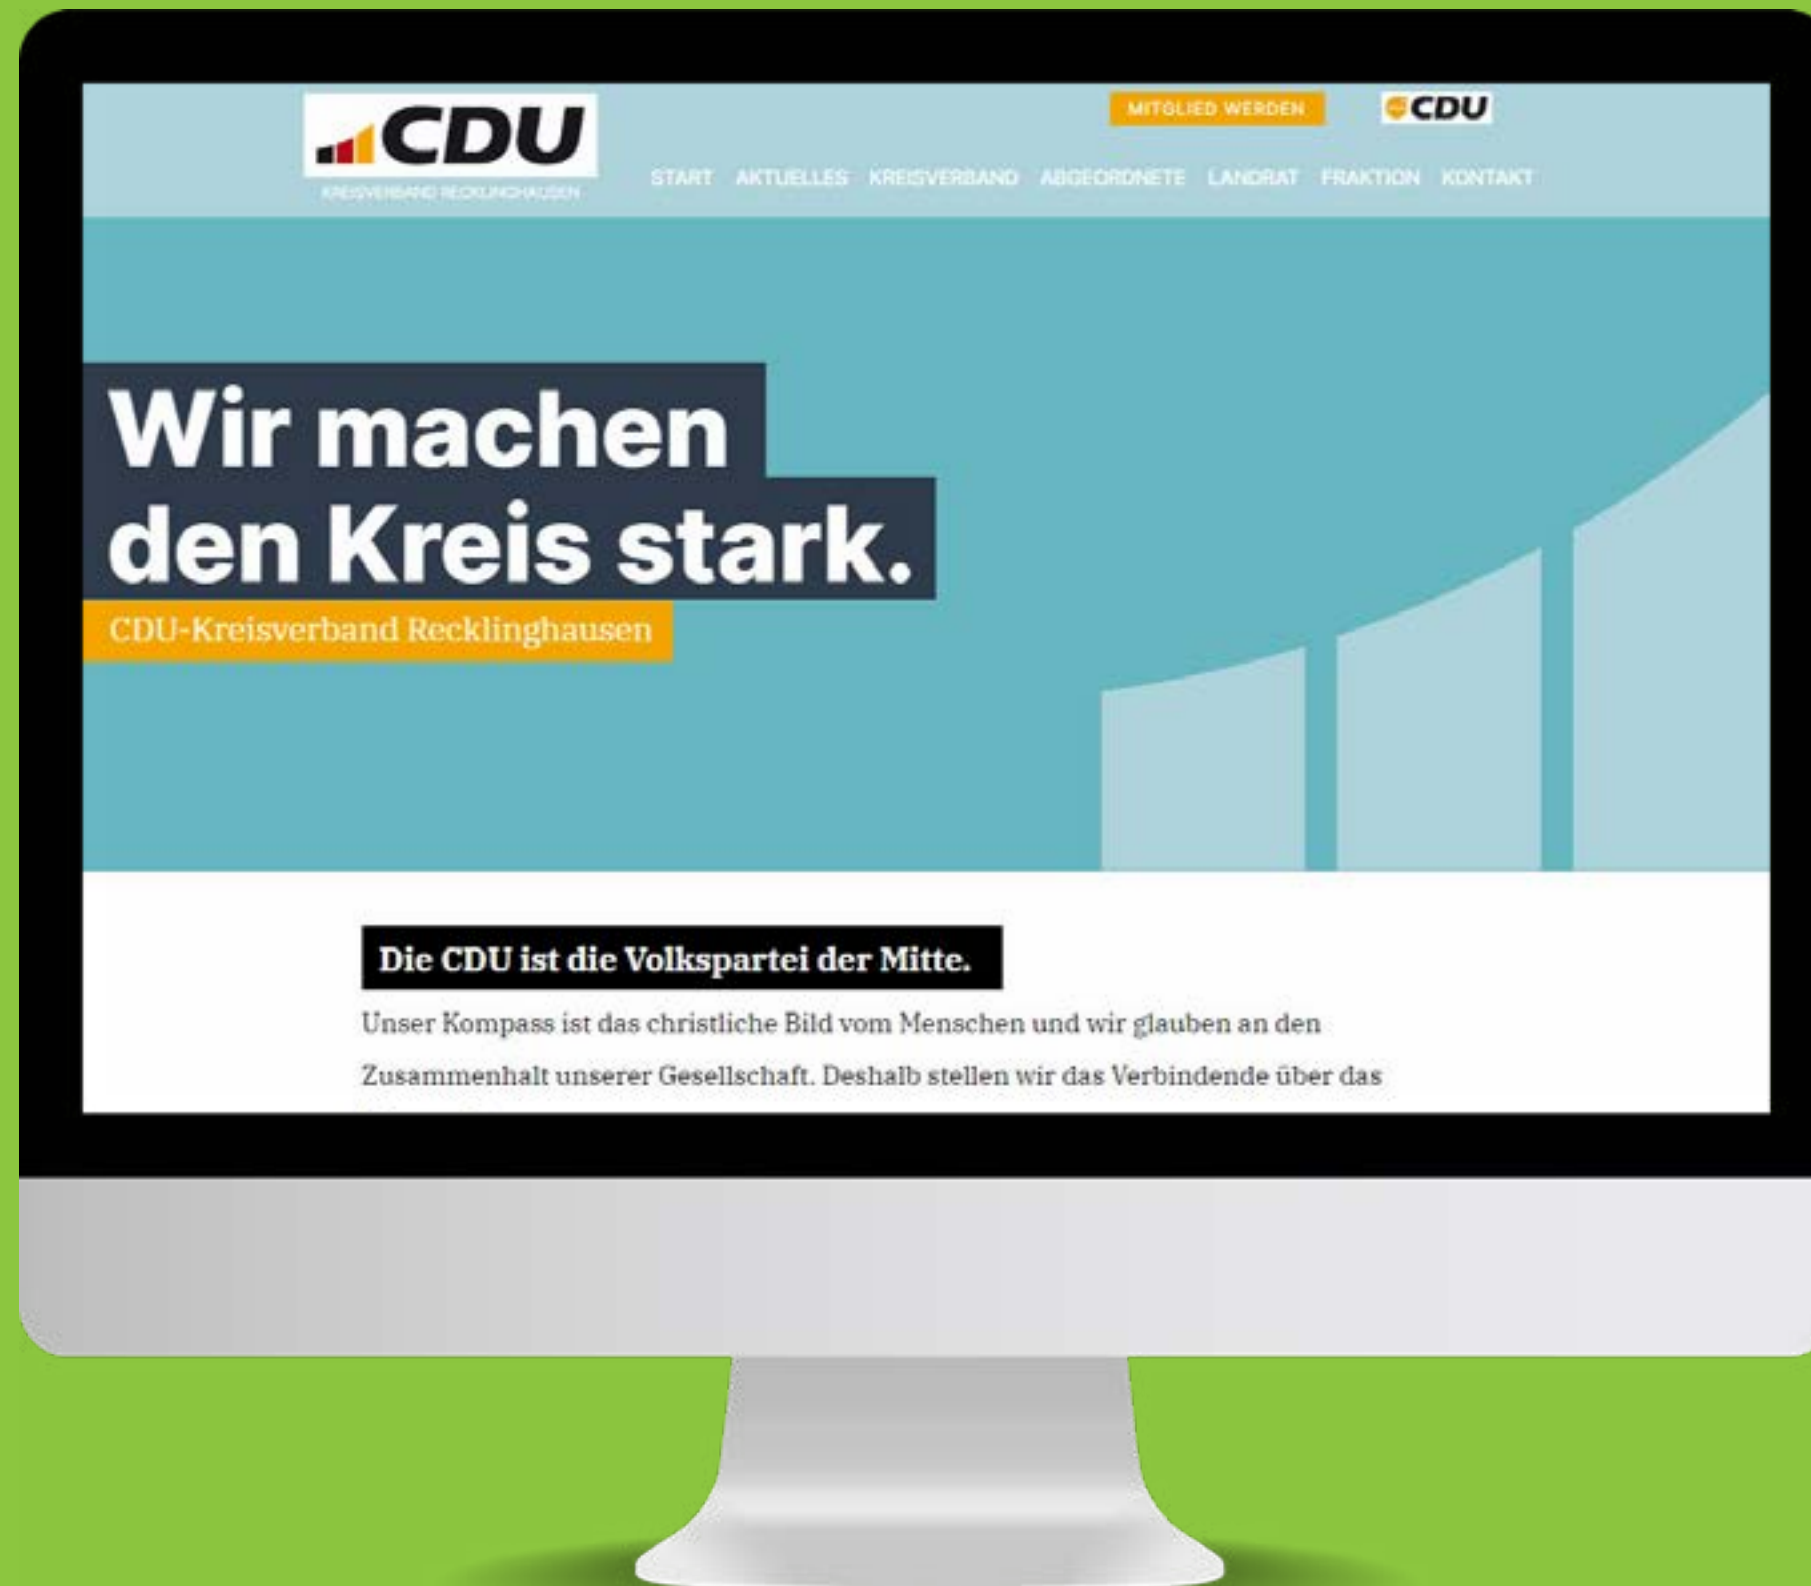 CDU
KREISVERBAND RECKLINGHAUSEN
MITGLIED WERDEN
CDU
START AKTUELLES KREISVERBAND ABGEORDNETE LANDRAT FRAKTION KONTAKT
Wir machen
den Kreis stark.
CDU-Kreisverband Recklinghausen
Die CDU ist die Volkspartei der Mitte.
Unser Kompass ist das christliche Bild vom Menschen und wir glauben an den
Zusammenhalt unserer Gesellschaft. Deshalb stellen wir das Verbindende über das